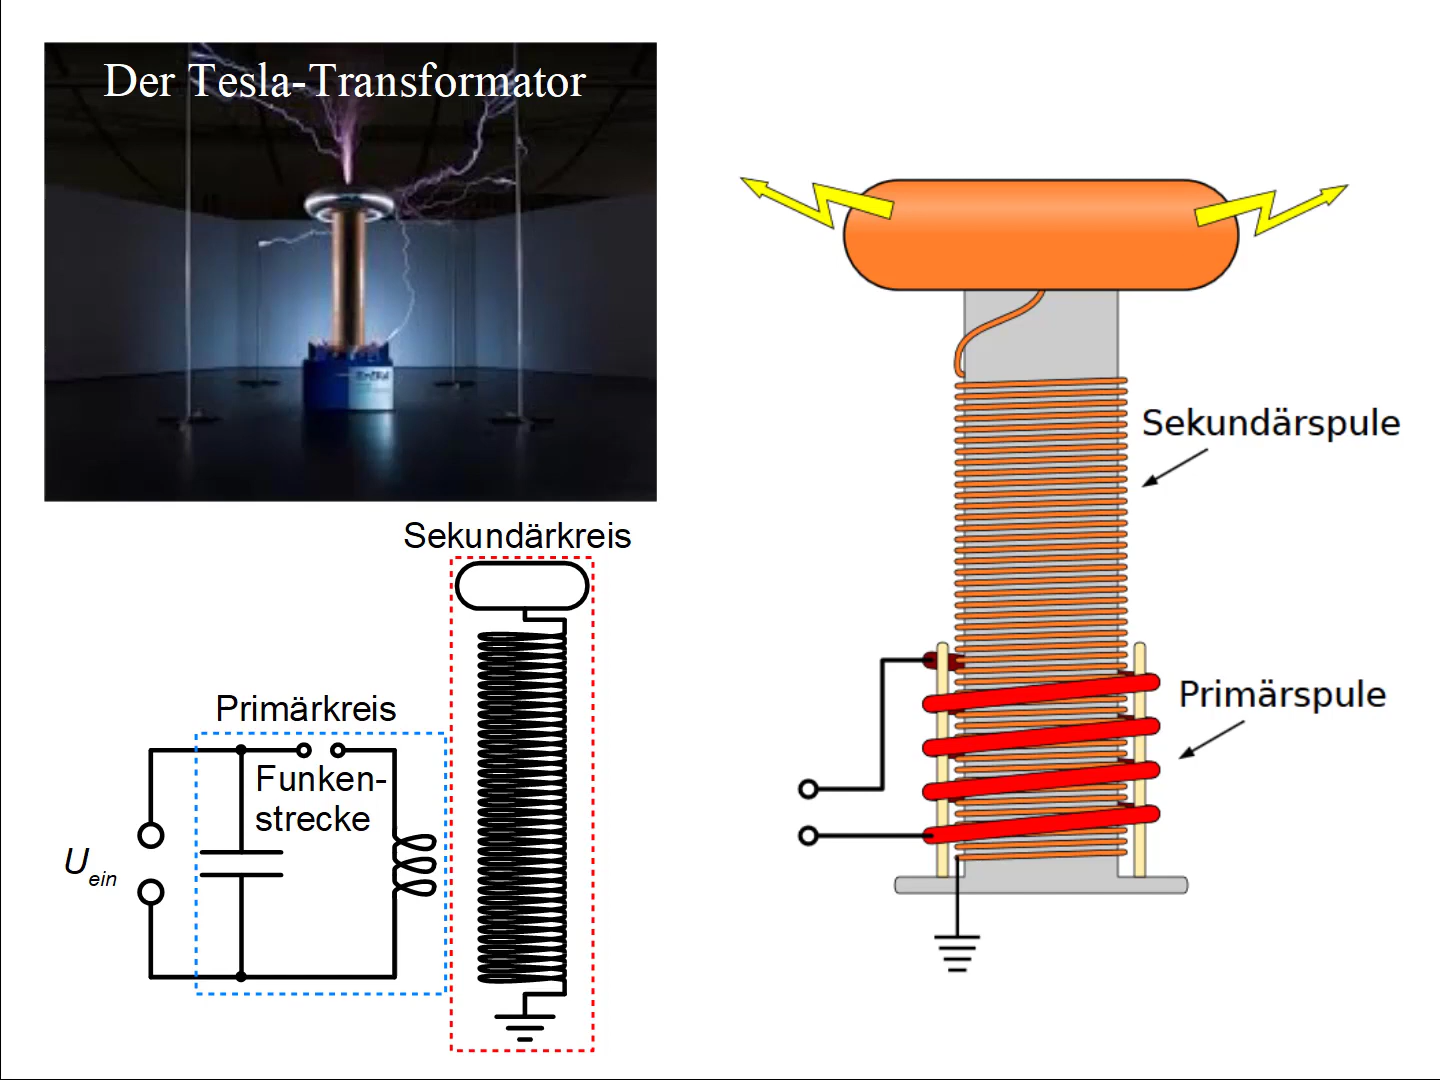 Der Tesla-Transformator
Sekundärkreis
Primärkreis
Funken-
strecke
U ein
Sekundärspule
Primärspule